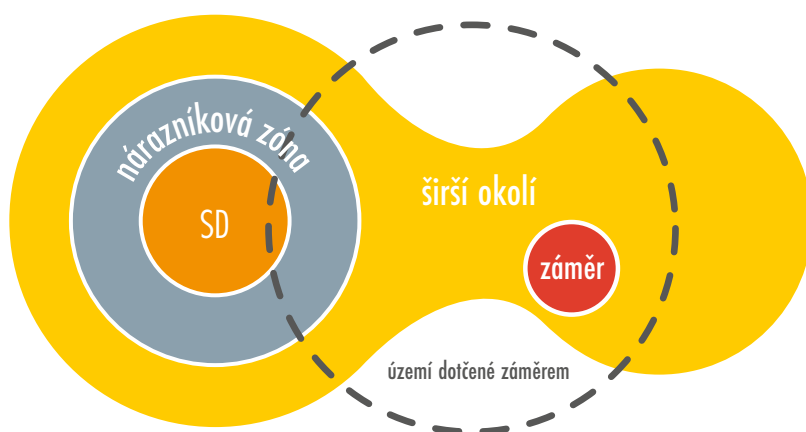 nárazníková zóna
SD
širší okolí
záměr
území dotčené záměrem